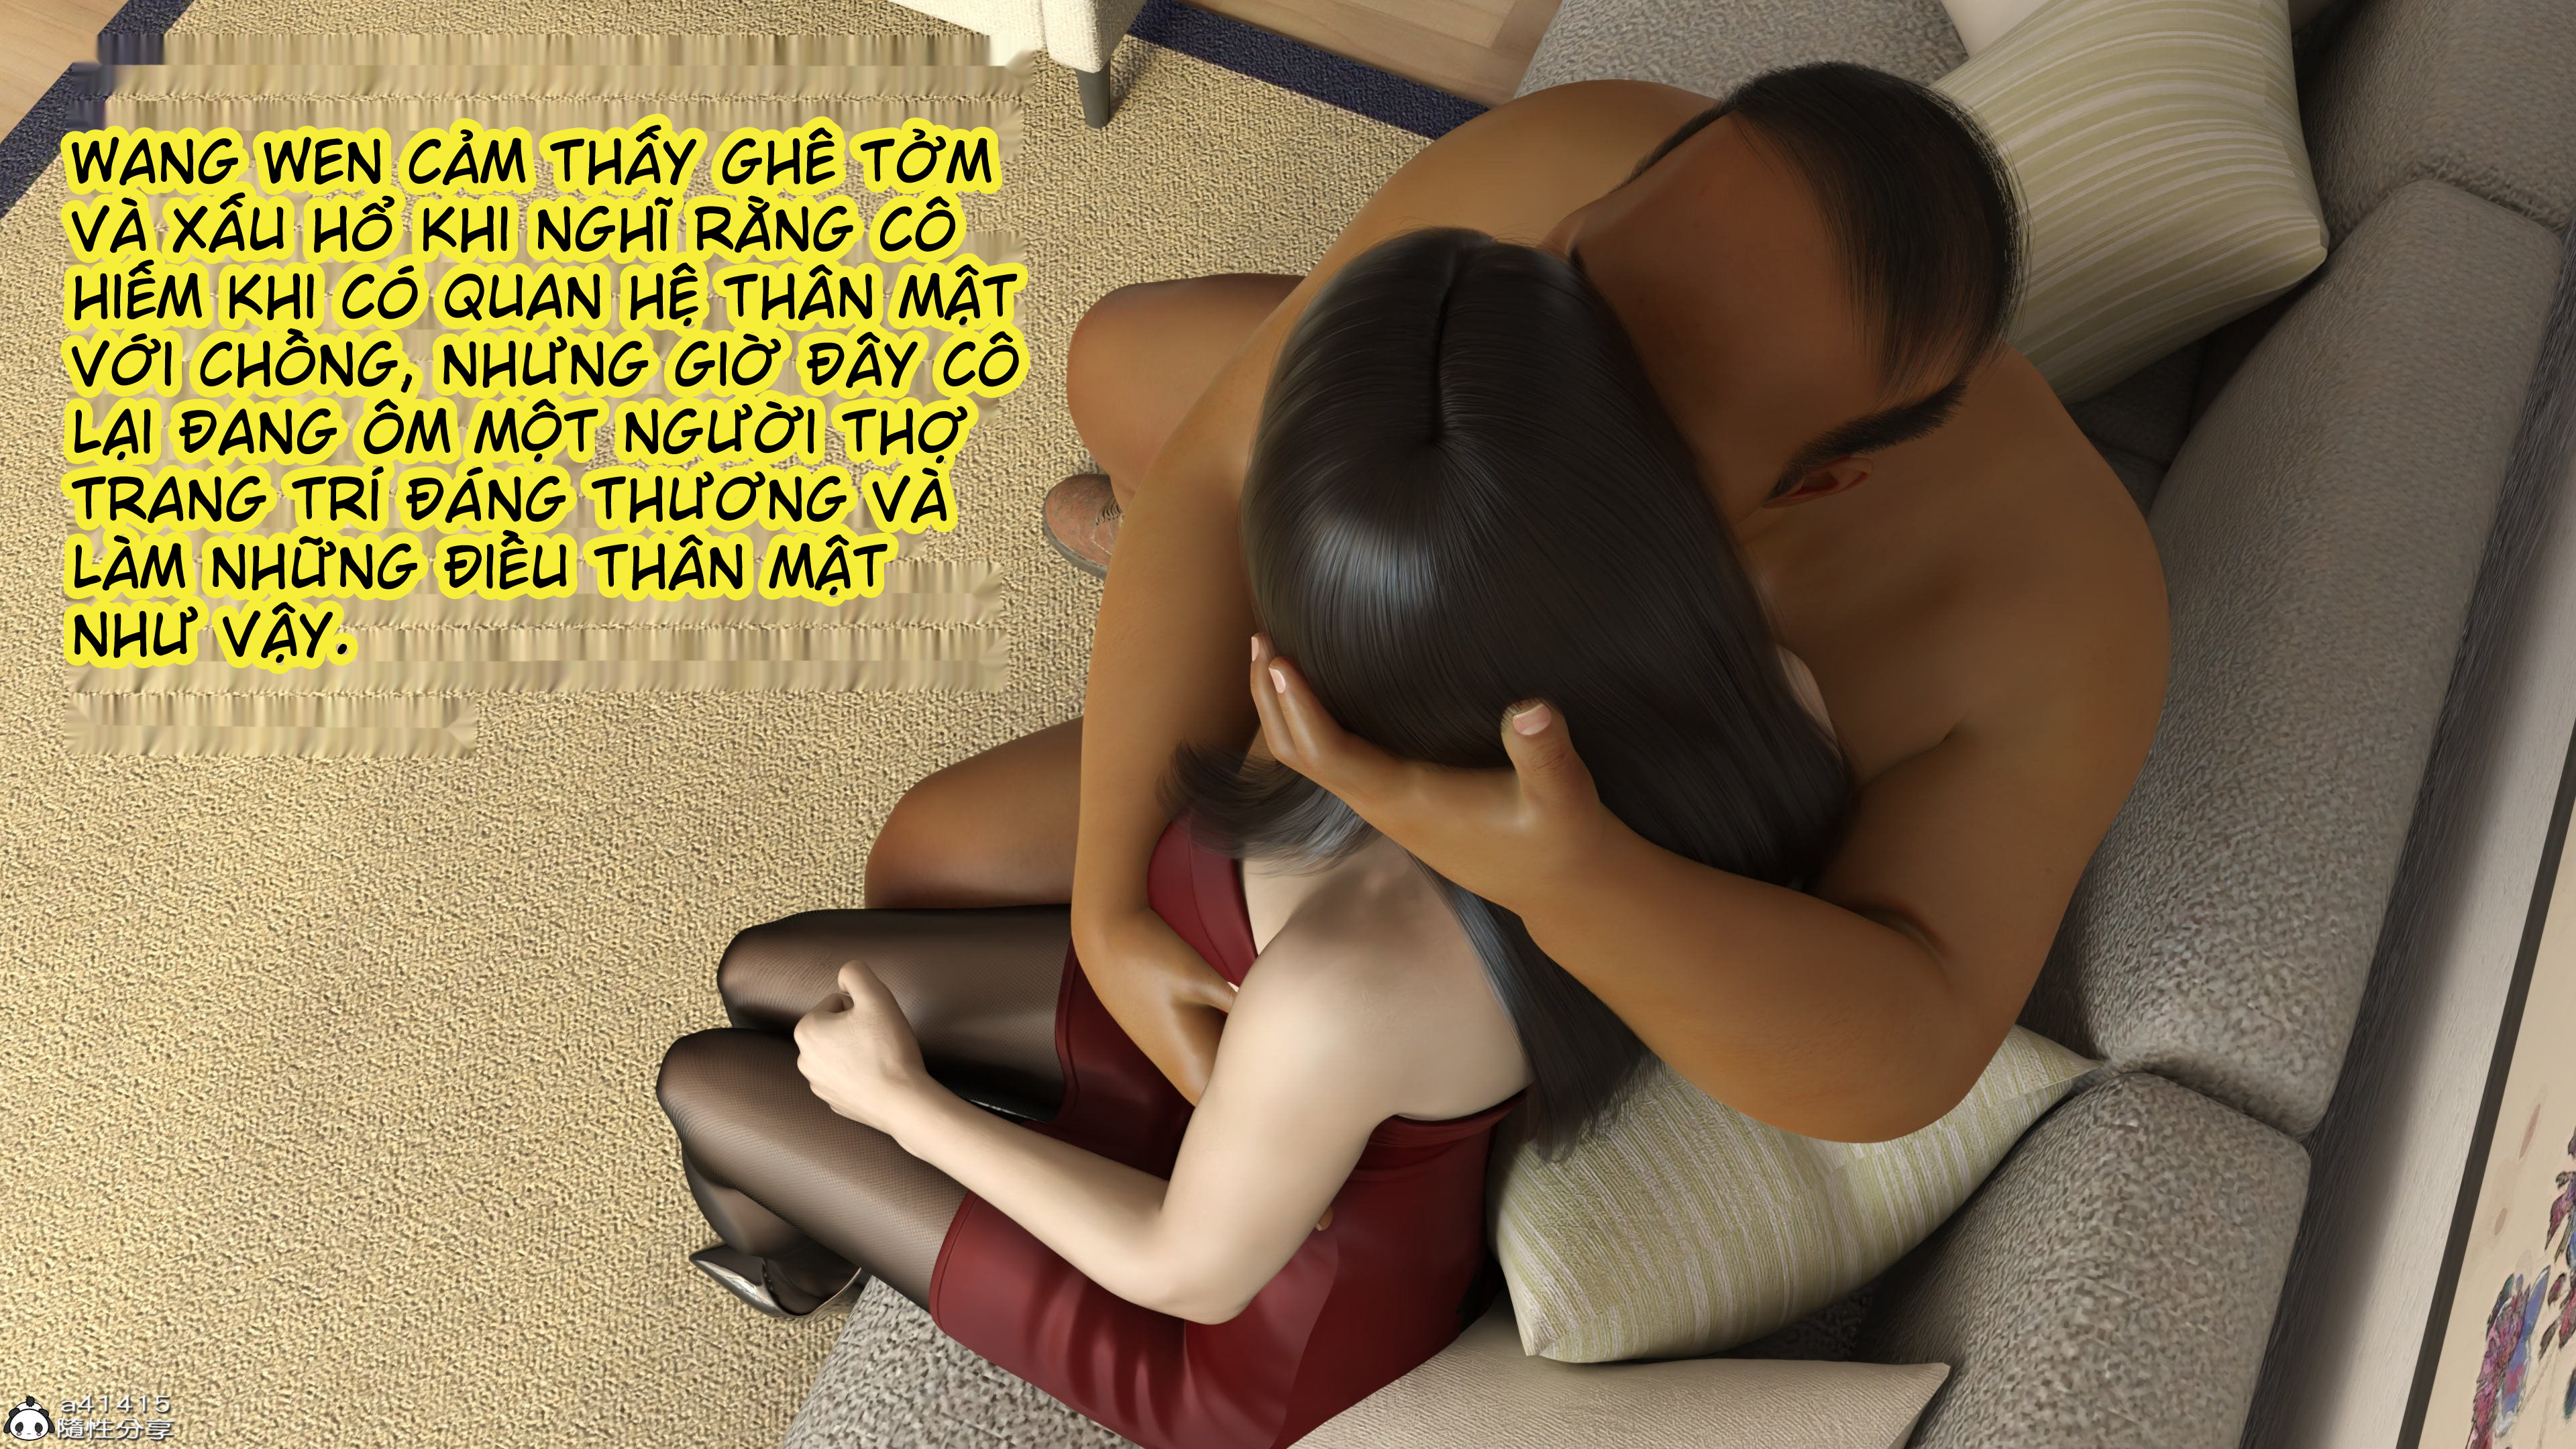 WANG WEN CẢM THẤY GHÊ TỞM
VÀ XẤU HỔ KHI NGHĨ RẰNG CÔ
HIẾM KHI CÓ QUAN HỆ THÂN MẬT
VỚI CHỒNG, NHƯNG GIỜ ĐÂY CÔ
LẠI ĐANG ÔM MỘT NGƯỜI THỢ
TRANG TRÍ ĐÁNG THƯƠNG VÀ
LÀM NHỮNG ĐIỀU THÂN MẬT
NHƯ VẬY.
a41415
隨性分享